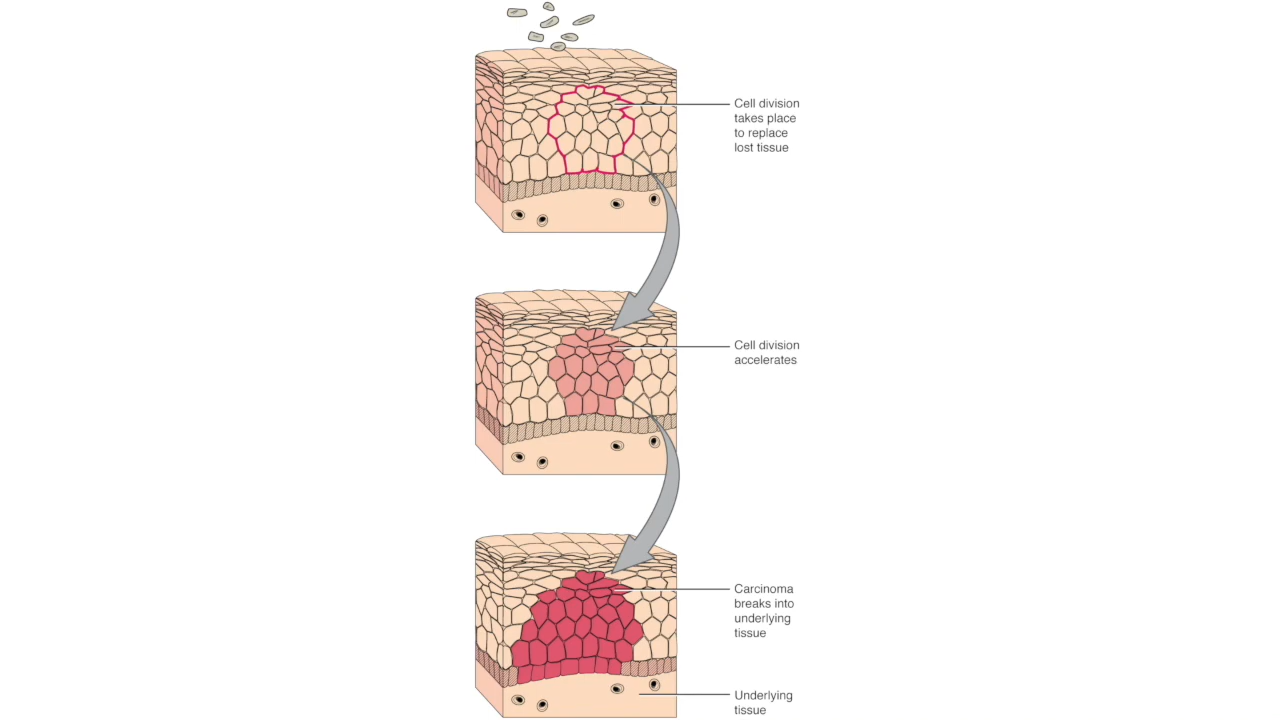 Cell division
takes place
to replace
lost tissue
Cell division
accelerates
Carcinoma
breaks into
underlying
tissue
Underlying
tissue